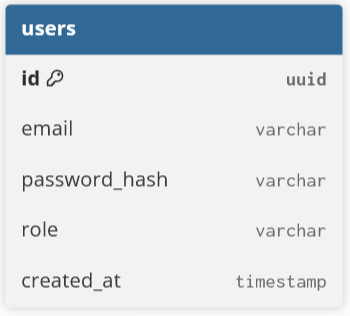 users
id uuid
email varchar
password_hash varchar
role varchar
created_at timestamp